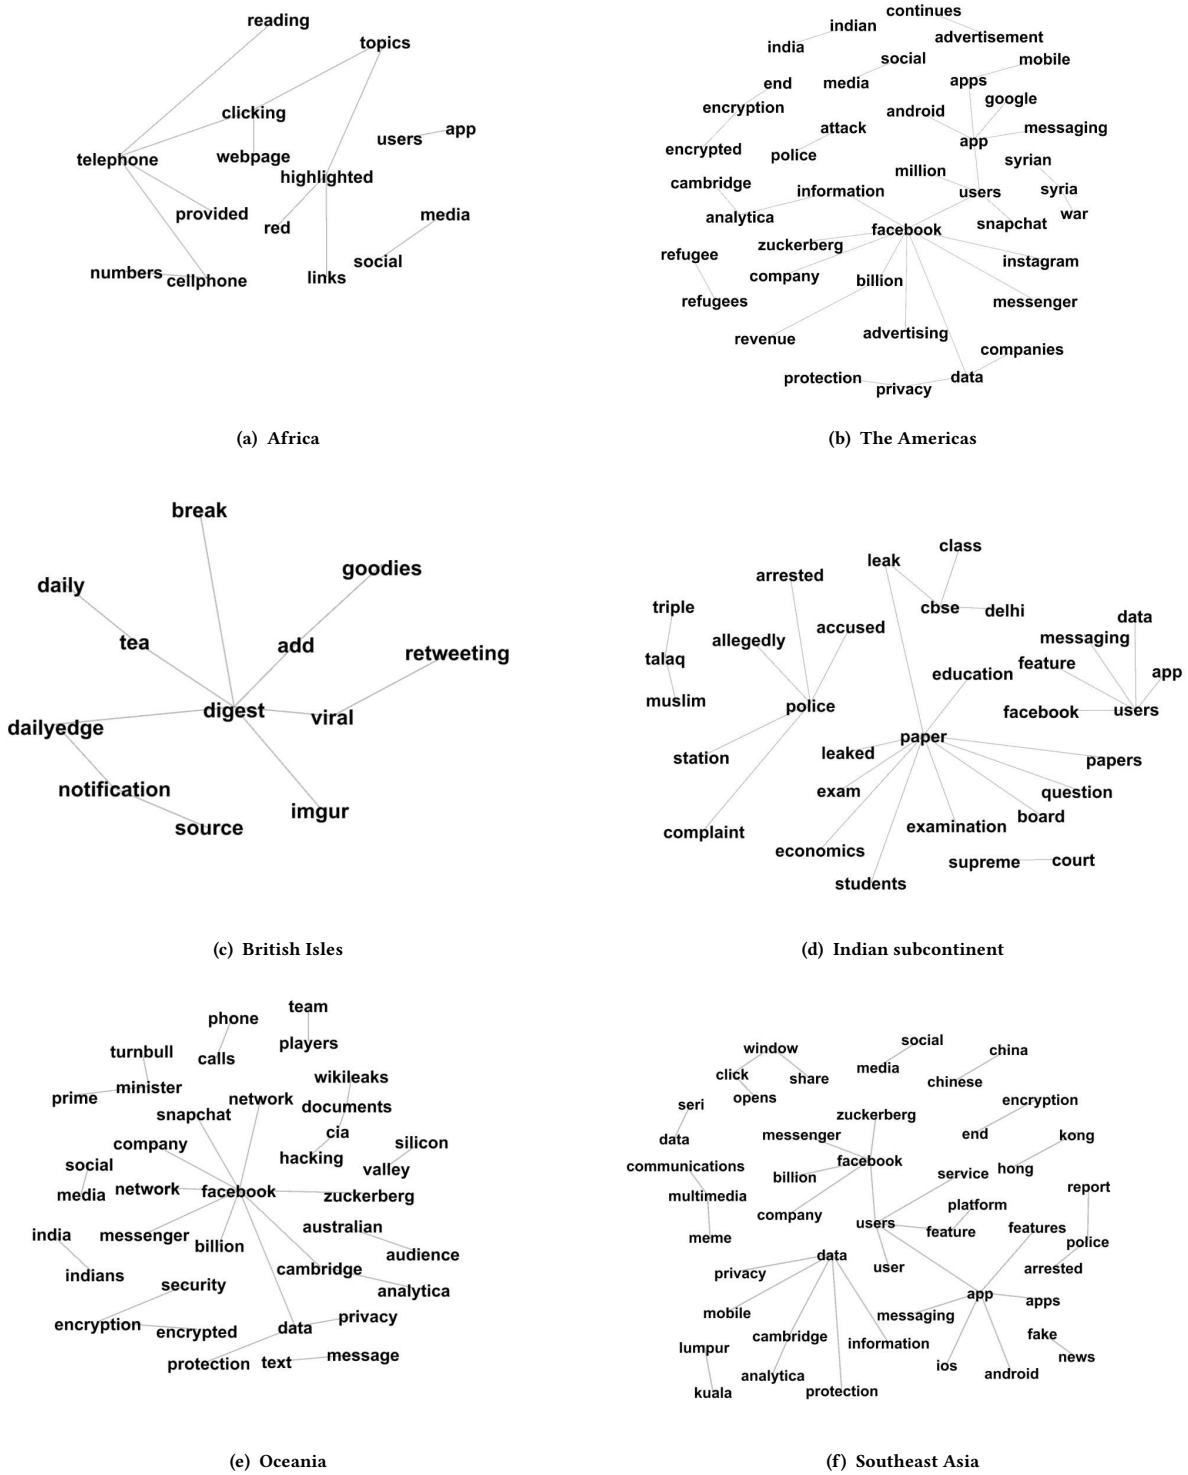 reading
topics
clicking
users app
telephone webpage
highlighted
provided
red
media
social
numbers cellphone links
(a) Africa
continues
indian
advertisement
india
social
mobile
media
apps
end
google
encryption
android
attack
messaging
app
encrypted
police
syrian
million
cambridge
information
users
syria
analytica
war
snapchat
facebook
zuckerberg
refugee
instagram
company
billion
refugees
messenger
revenue
advertising
companies
protection
privacy
data
(b) The Americas
break
goodies
daily
tea
add
retweeting
digest
viral
dailyedge
notification
imgur
source
(c) British Isles
class
leak
arrested
triple
cbse
delhi
data
accused
allegedly
messaging
talaq
feature
education
app
muslim
police
facebook
users
paper
leaked
station
papers
exam
question
board
examination
complaint
economics
supreme
court
students
(d) Indian subcontinent
team
phone
players
turnbull
calls
wikileaks
minister
prime
network
documents
snapchat
cia
company
silicon
hacking
social
valley
media
network
facebook
zuckerberg
australian
india
messenger
billion
audience
cambridge
indians
security
analytica
privacy
encryption
encrypted
data
message
protection
text
(e) Oceania
social
window
china
media
click
share
chinese
opens
encryption
seri
zuckerberg
messenger
end
kong
data
facebook
communications
hong
service
billion
report
multimedia
platform
company
users
feature
features
meme
police
data
user
arrested
privacy
app
apps
mobile
messaging
fake
cambridge
information
lumpur
news
ios
android
analytica
kuala
protection
(f) Southeast Asia